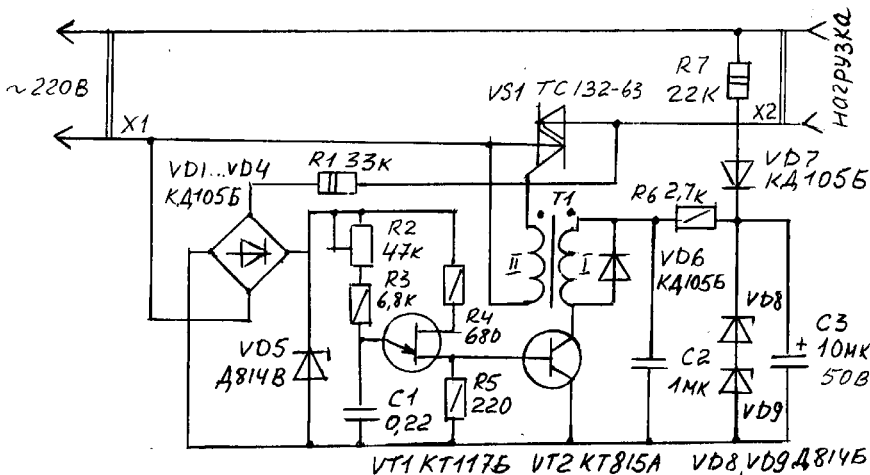 ~220В
X1
VS1 ТС132-63
R7
22К
X2
НАГРУЗКА
VD1...VD4
КД105Б
R1 33К
VD7
КД105Б
R2
47К
R3
6,8К
R4
680
T1
II
I
R6 2,7К
VD6
КД105Б
VD5
Д814В
C1
0,22
R5
220
C2
1МК
VD8
VD9
+
C3
10МК
50В
VT1 КТ117Б VT2 КТ815А VD8, VD9 Д814Б